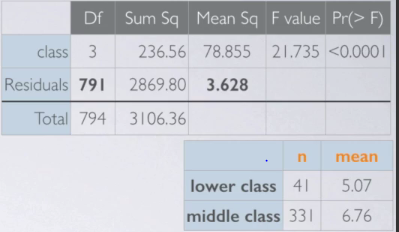 Df Sum Sq Mean Sq F value Pr(> F)
class 3 236.56 78.855 21.735 <0.0001
Residuals 791 2869.80 3.628
Total 794 3106.36
n mean
lower class 41 5.07
middle class 331 6.76